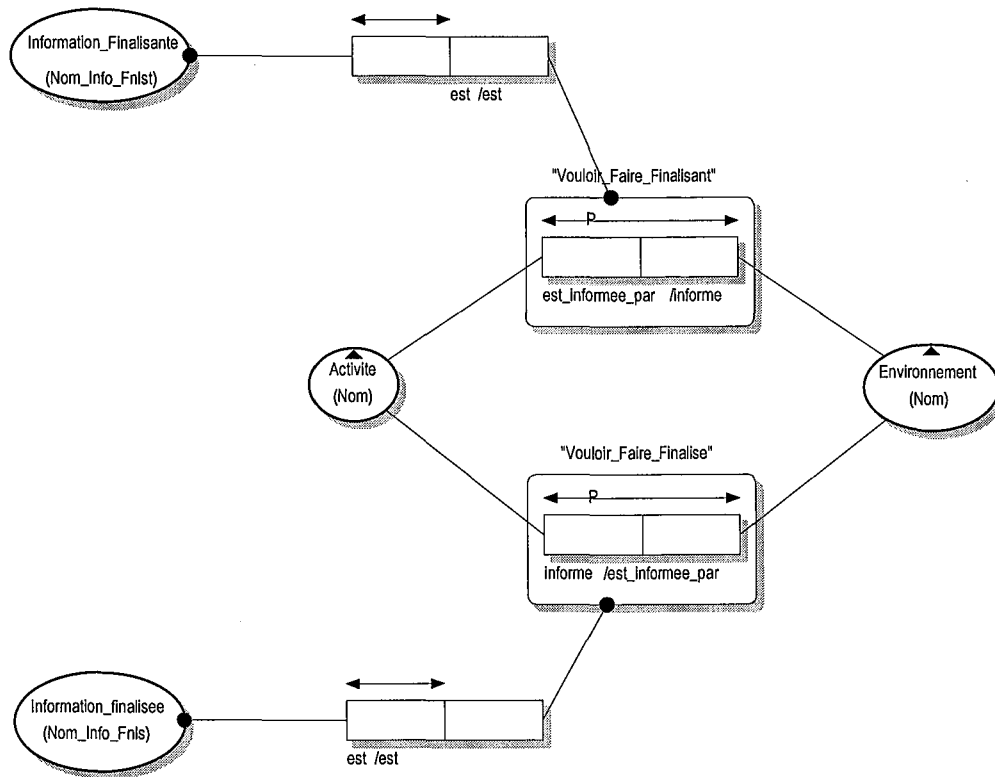 Information_Finalisante
(Nom_Info_Fnlst)
est /est
"Vouloir_Faire_Finalisant"
P
est_informee_par /informe
Activite
(Nom)
Environnement
(Nom)
"Vouloir_Faire_Finalise"
P
informe /est_informee_par
Information_finalisee
(Nom_Info_Fnls)
est /est